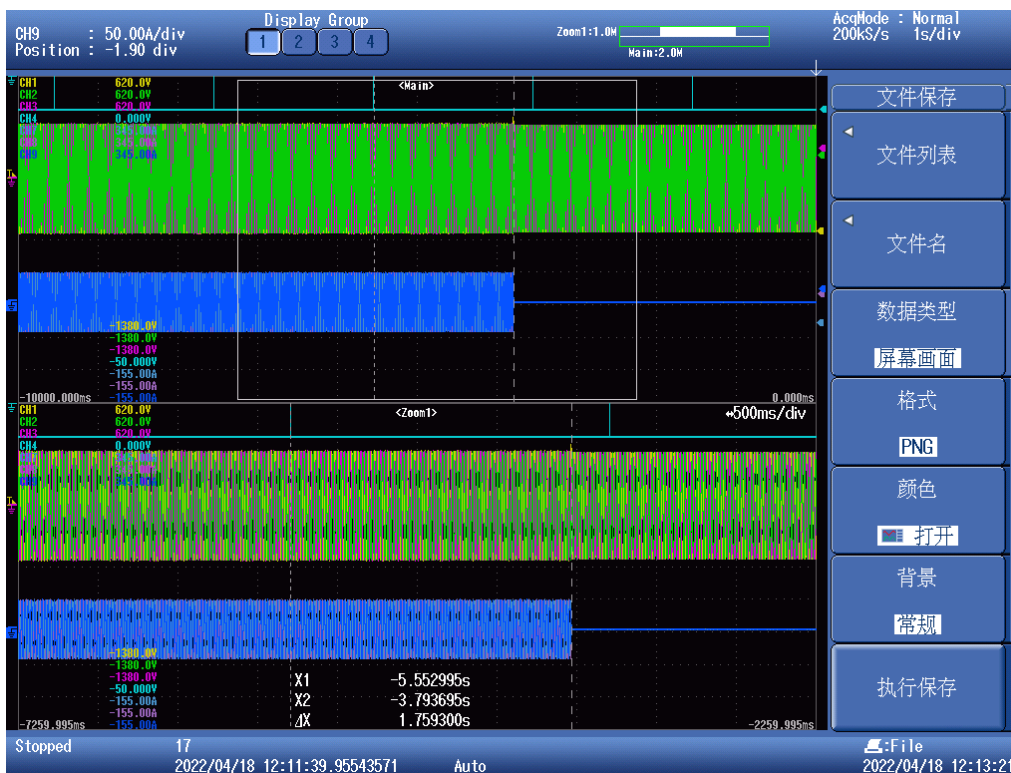 CH9 : 50.00A/div
Position : -1.90 div
Display Group
1 2 3 4
Zoom1:1.0M
Main:2.0M
AcqMode : Normal
200kS/s 1s/div
<Main>
CH1 620.0V
CH2 620.0V
CH3 620.0V
CH4 0.000V
CH9 345.00A
-1380.0V
-1380.0V
-1380.0V
-50.000V
-155.00A
-155.00A
-155.00A
-10000.000ms
0.000ms
<Zoom1>
500ms/div
CH1 620.0V
CH2 620.0V
CH3 620.0V
CH4 0.000V
-1380.0V
-1380.0V
-1380.0V
-50.000V
-155.00A
-155.00A
-155.00A
X1 -5.552995s
X2 -3.793695s
ΔX 1.759300s
-7259.995ms
-2259.995ms
文件保存
文件列表
文件名
数据类型
屏幕画面
格式
PNG
颜色
打开
背景
常规
执行保存
Stopped 17
2022/04/18 12:11:39.95543571 Auto
:File
2022/04/18 12:13:21